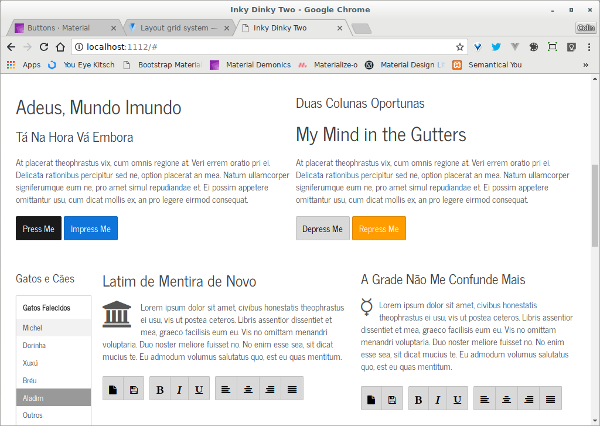 Inky Dinky Two - Google Chrome
Buttons - Material
Layout grid system —
Inky Dinky Two
Colin
localhost:1112/#
Apps
You Eye Kitsch
Bootstrap Materia
Material Demonics
Materialize-o
Material Design Li
Semantical You
Adeus, Mundo Imundo
Tá Na Hora Vá Embora
At placerat theophrastus vix, cum omnis regione at. Veri errem oratio pri ei.
Delicata rationibus percipitur sed ne, option placerat an mea. Natum ullamcorper
signiferumque eum ne, pro amet simul repudiandae et. Ei possim appetere
omittantur usu, cum dicat mollis ex, an pro legere eirmod consequat.
Press Me
Impress Me
Duas Colunas Oportunas
My Mind in the Gutters
At placerat theophrastus vix, cum omnis regione at. Veri errem oratio pri ei.
Delicata rationibus percipitur sed ne, option placerat an mea. Natum ullamcorper
signiferumque eum ne, pro amet simul repudiandae et. Ei possim appetere
omittantur usu, cum dicat mollis ex, an pro legere eirmod consequat.
Depress Me
Repress Me
Gatos e Cães
Gatos Falecidos
Michel
Dorinha
Xuxú
Bréu
Aladim
Outros
Latim de Mentira de Novo
Lorem ipsum dolor sit amet, civibus honestatis
ei usu, vis ut postea ceteros. Libris assentior dissentiet et
mea, graeco facilisis eum eu. Vis no omittam menandri
voluptaria. Duo noster meliore fuisset no. No enim esse sea, sint dicat
mucius te. Eu admodum volumus salutatus quo, est eu quas mentitum.
B
I
U
A Grade Não Me Confunde Mais
Lorem ipsum dolor sit amet, civibus honestatis
ei usu, vis ut postea ceteros. Libris assentior
dissentiet et mea, graeco facilisis eum eu. Vis no omittam menandri
voluptaria. Duo noster meliore fuisset no. No enim esse sea, sint dicat
mucius te. Eu admodum volumus salutatus quo, est eu quas
mentitum.
B
I
U